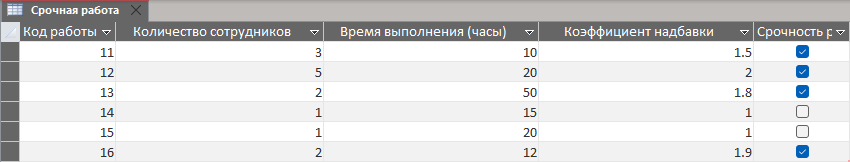 Срочная работа
Код работы Количество сотрудников Время выполнения (часы) Коэффициент надбавки Срочность р
11 3 10 1.5
12 5 20 2
13 2 50 1.8
14 1 15 1
15 1 20 1
16 2 12 1.9